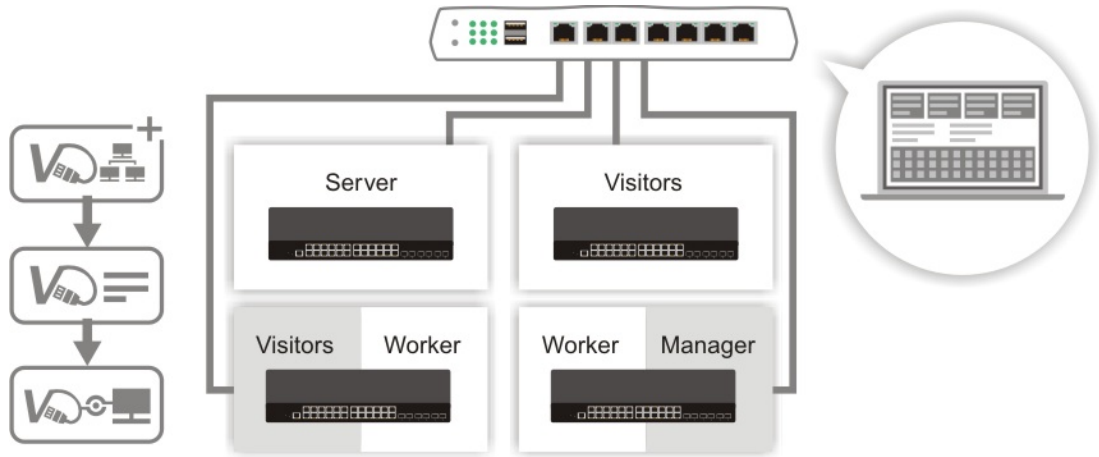 Server
Visitors
Visitors
Worker
Worker
Manager
V
V
V